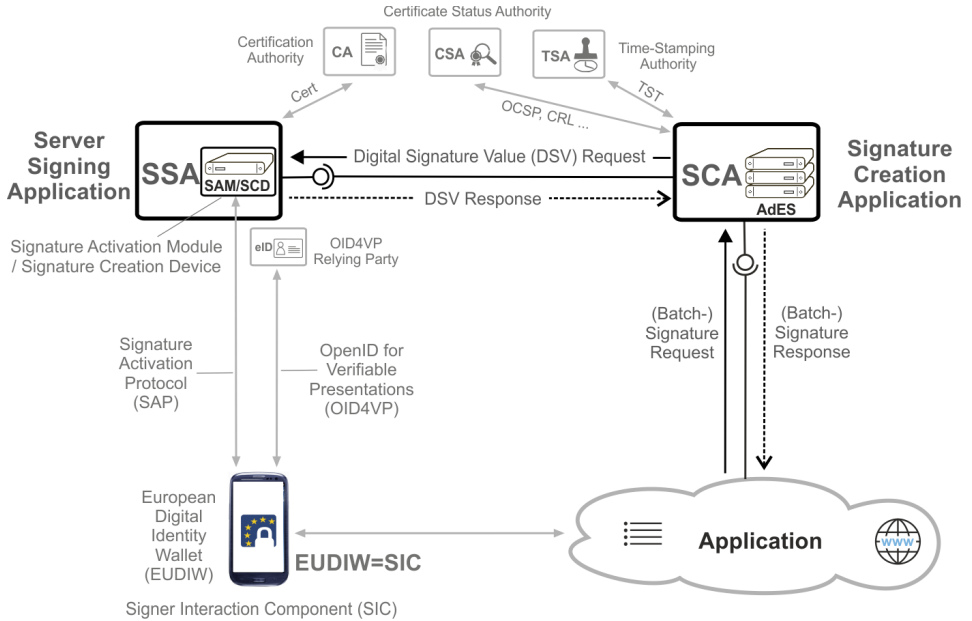 Certificate Status Authority
Certification
Authority
CA
CSA
TSA
Time-Stamping
Authority
Cert
OCSP, CRL ...
TST
Server
Signing
Application
SSA
SAM/SCD
Digital Signature Value (DSV) Request
DSV Response
SCA
AdES
Signature
Creation
Application
Signature Activation Module
/ Signature Creation Device
eID
OID4VP
Relying Party
(Batch-)
Signature
Request
(Batch-)
Signature
Response
Signature
Activation
Protocol
(SAP)
OpenID for
Verifiable
Presentations
(OID4VP)
European
Digital
Identity
Wallet
(EUDIW)
EUDIW=SIC
Application
www
Signer Interaction Component (SIC)